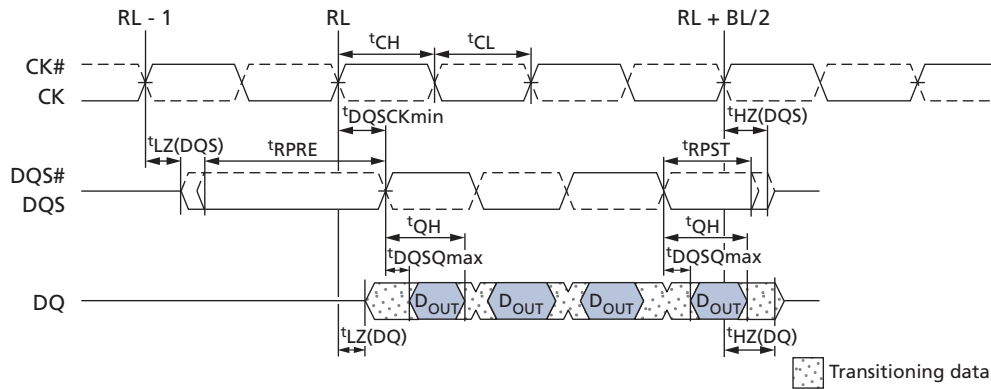 RL - 1 RL RL + BL/2
tCH tCL
CK#
CK
tDQSCKmin tHZ(DQS)
tLZ(DQS) tRPRE tRPST
DQS#
DQS
tQH tQH
tDQSQmax tDQSQmax
DQ DOUT DOUT DOUT DOUT
tLZ(DQ) tHZ(DQ)
Transitioning data